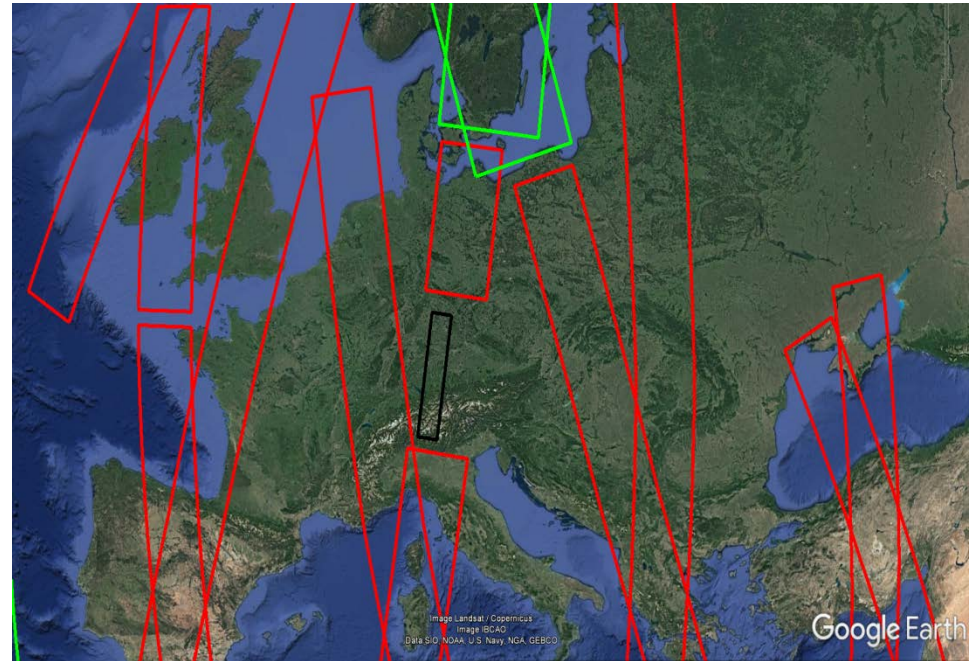 Image Landsat / Copernicus
Image IBCAO
Data SIO, NOAA, U.S. Navy, NGA, GEBCO
Google Earth